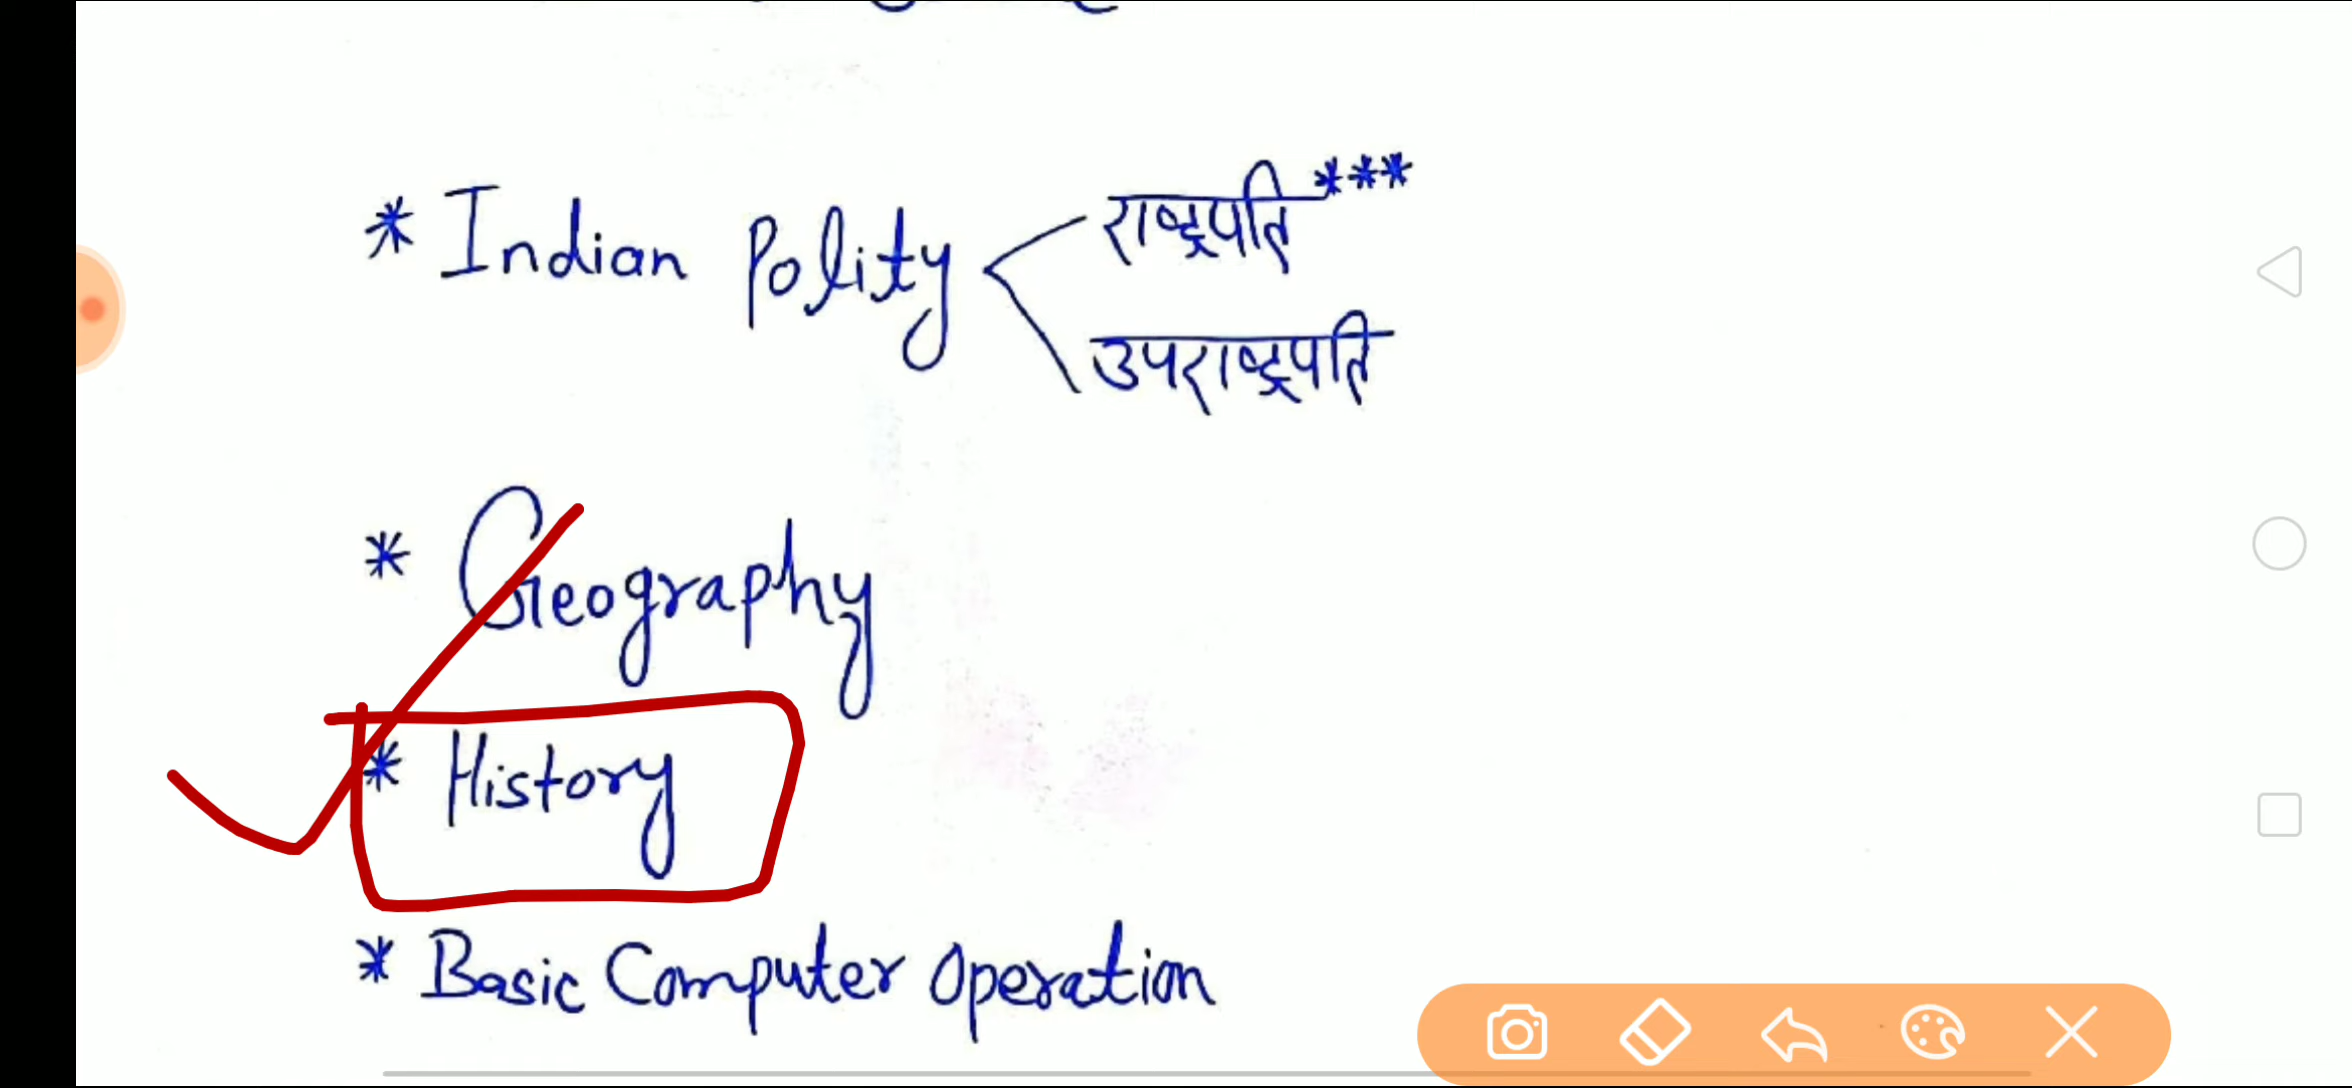 * Indian Polity < राष्ट्रपति ***
उपराष्ट्रपति
* Geography
* History
* Basic Computer Operation